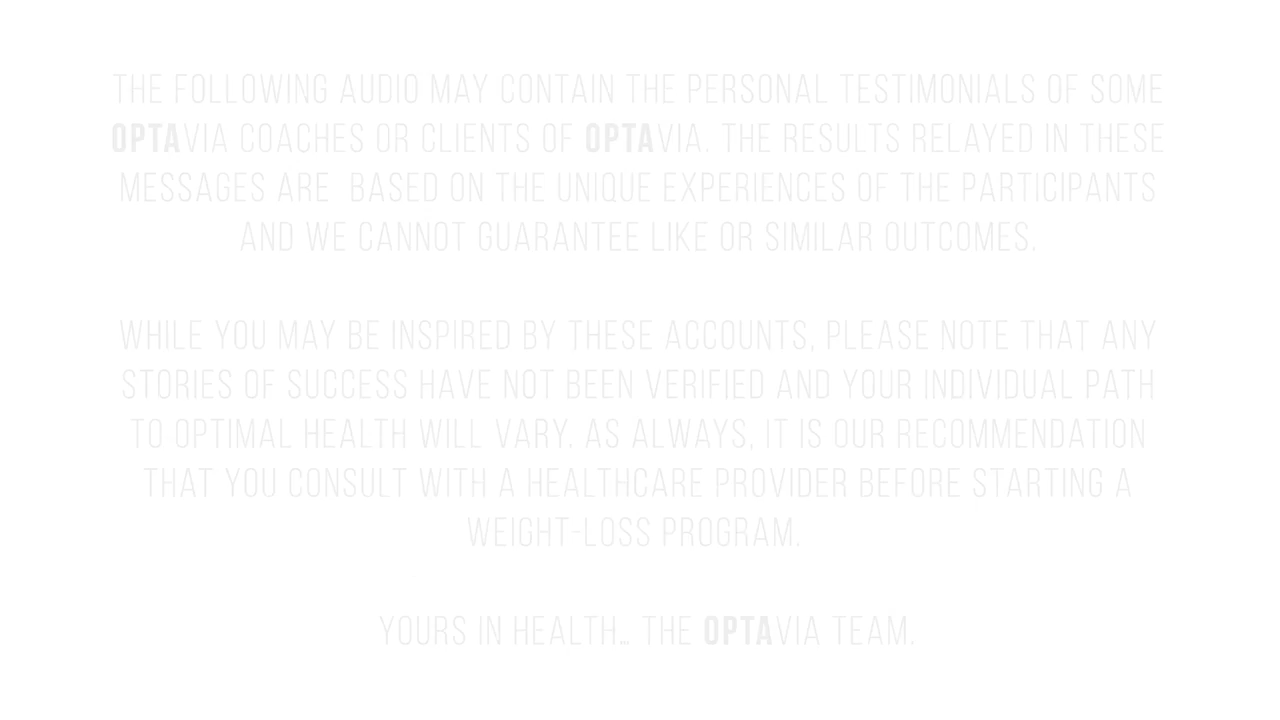 THE FOLLOWING AUDIO MAY CONTAIN THE PERSONAL TESTIMONIALS OF SOME
OPTAVIA COACHES OR CLIENTS OF OPTAVIA. THE RESULTS RELAYED IN THESE
MESSAGES ARE  BASED ON THE UNIQUE EXPERIENCES OF THE PARTICIPANTS
AND WE CANNOT GUARANTEE LIKE OR SIMILAR OUTCOMES.
WHILE YOU MAY BE INSPIRED BY THESE ACCOUNTS, PLEASE NOTE THAT ANY
STORIES OF SUCCESS HAVE NOT BEEN VERIFIED AND YOUR INDIVIDUAL PATH
TO OPTIMAL HEALTH WILL VARY. AS ALWAYS, IT IS OUR RECOMMENDATION
THAT YOU CONSULT WITH A HEALTHCARE PROVIDER BEFORE STARTING A
WEIGHT-LOSS PROGRAM.
YOURS IN HEALTH… THE OPTAVIA TEAM.